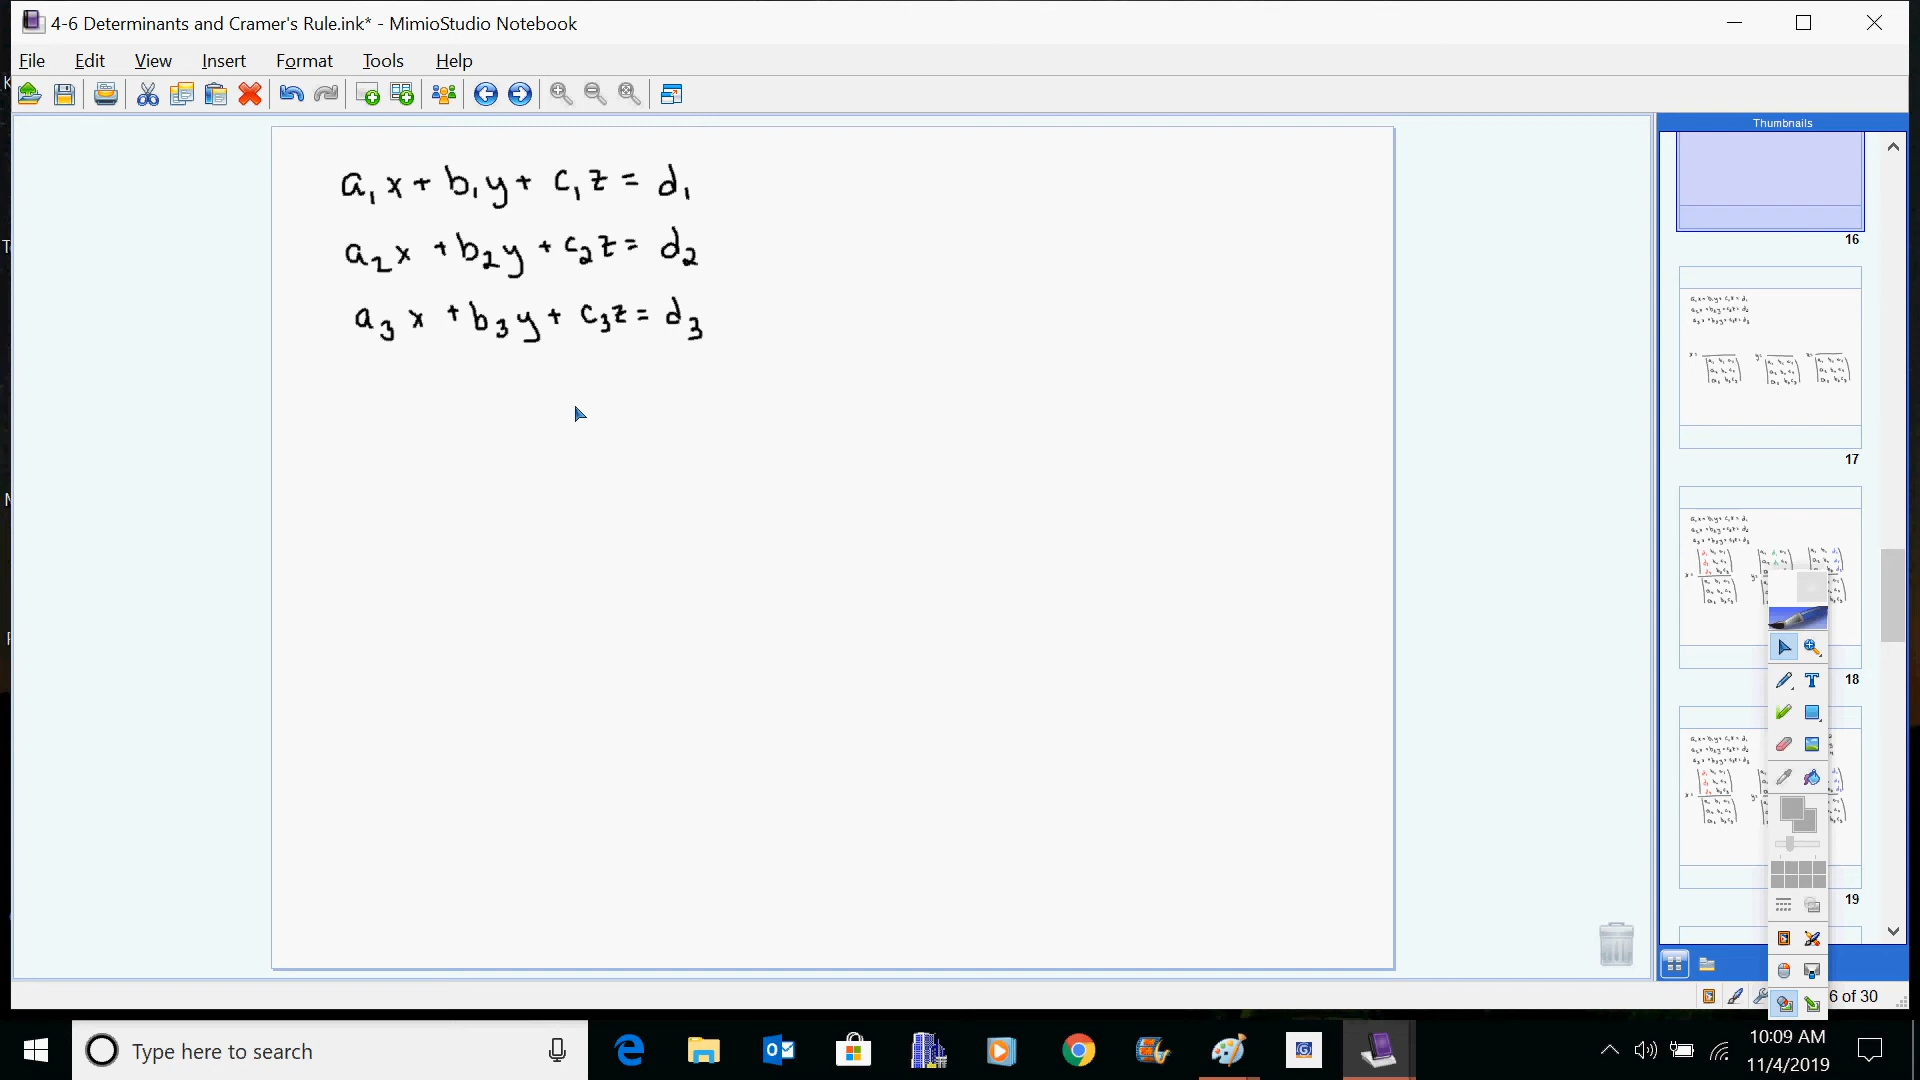 4-6 Determinants and Cramer's Rule.ink* - MimioStudio Notebook
File Edit View Insert Format Tools Help
Thumbnails
a₁x + b₁y + c₁z = d₁
a₂x + b₂y + c₂z = d₂
a₃x + b₃y + c₃z = d₃
16
17
18
19
6 of 30
Type here to search
10:09 AM
11/4/2019